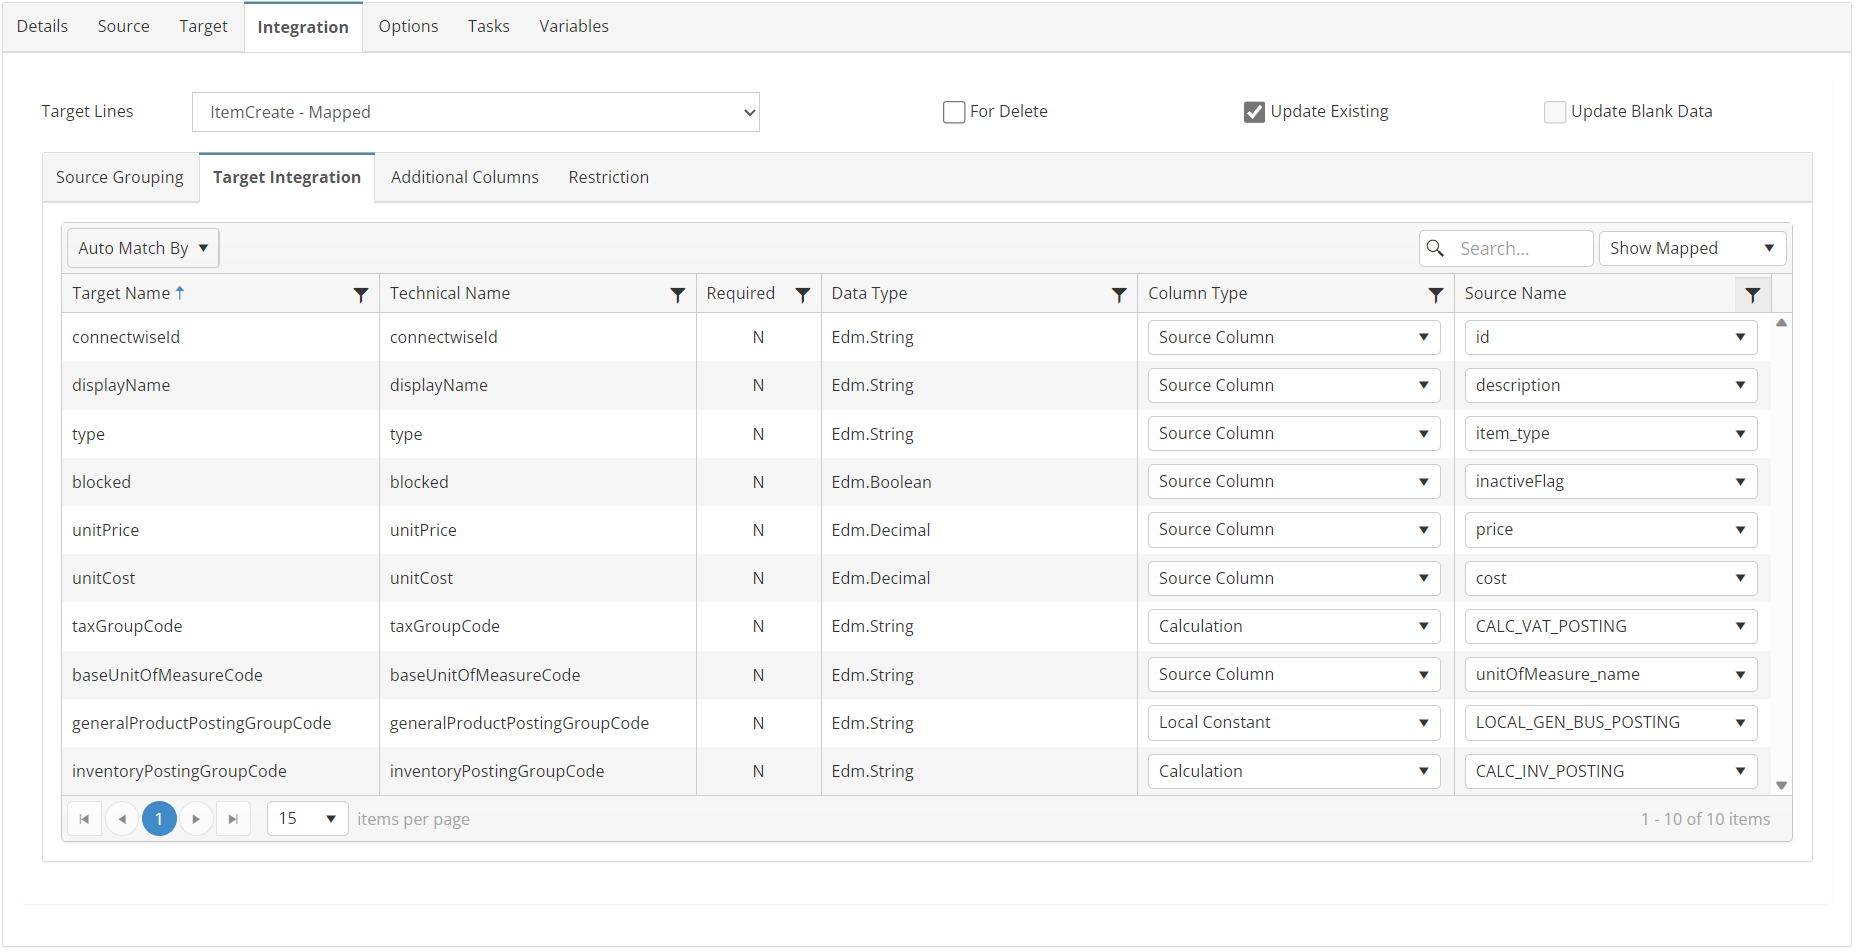 Details Source Target Integration Options Tasks Variables
Target Lines ItemCreate - Mapped For Delete Update Existing Update Blank Data
Source Grouping Target Integration Additional Columns Restriction
Auto Match By Search... Show Mapped
Target Name Technical Name Required Data Type Column Type Source Name
connectwiseId connectwiseId N Edm.String Source Column id
displayName displayName N Edm.String Source Column description
type type N Edm.String Source Column item_type
blocked blocked N Edm.Boolean Source Column inactiveFlag
unitPrice unitPrice N Edm.Decimal Source Column price
unitCost unitCost N Edm.Decimal Source Column cost
taxGroupCode taxGroupCode N Edm.String Calculation CALC_VAT_POSTING
baseUnitOfMeasureCode baseUnitOfMeasureCode N Edm.String Source Column unitOfMeasure_name
generalProductPostingGroupCode generalProductPostingGroupCode N Edm.String Local Constant LOCAL_GEN_BUS_POSTING
inventoryPostingGroupCode inventoryPostingGroupCode N Edm.String Calculation CALC_INV_POSTING
1 15 items per page 1 - 10 of 10 items